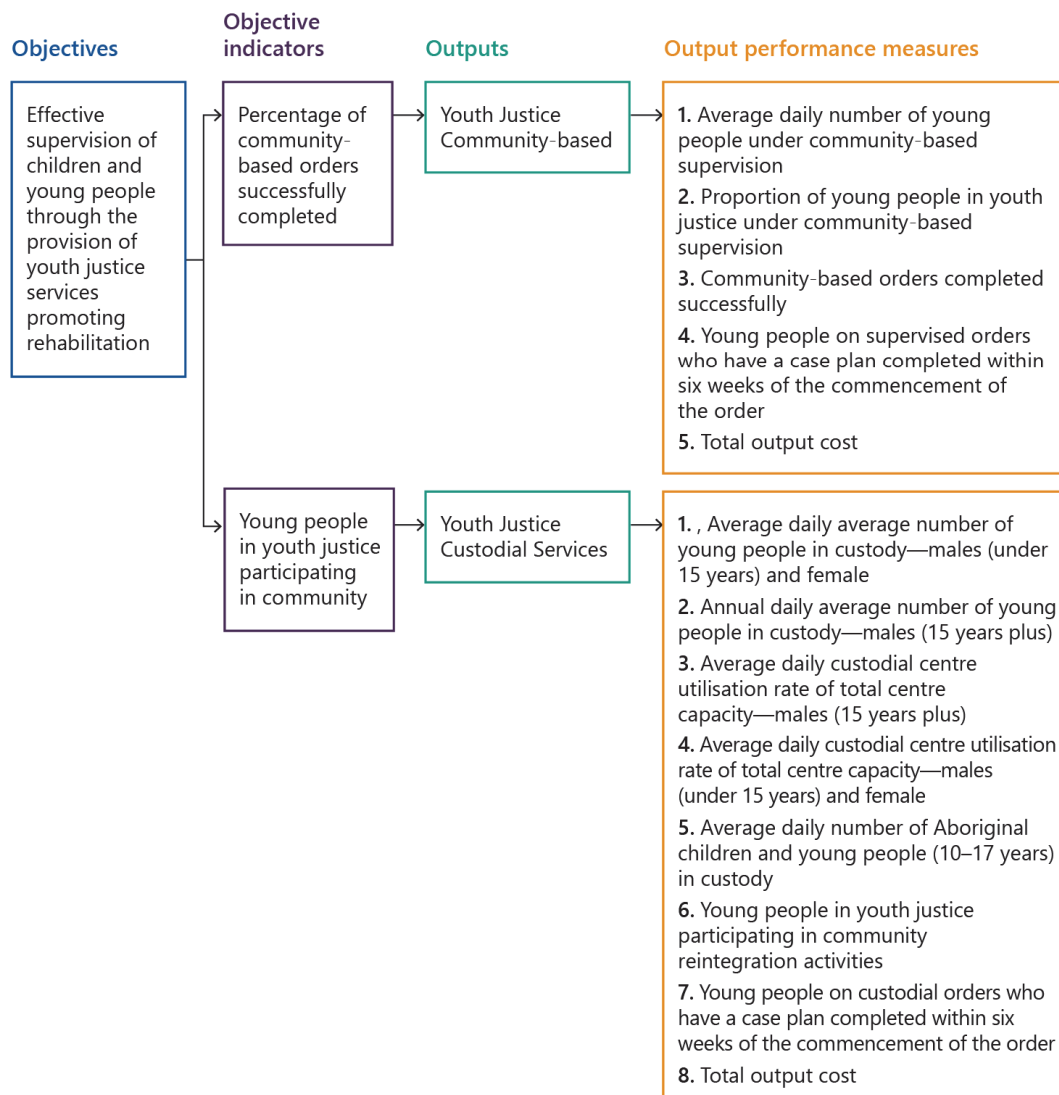 Objectives
Objective
indicators
Outputs
Output performance measures
Effective
supervision of
children and
young people
through the
provision of
youth justice
services
promoting
rehabilitation
Percentage of
community-
based orders
successfully
completed
Youth Justice
Community-based
1. Average daily number of young
people under community-based
supervision
2. Proportion of young people in youth
justice under community-based
supervision
3. Community-based orders completed
successfully
4. Young people on supervised orders
who have a case plan completed within
six weeks of the commencement of
the order
5. Total output cost
Young people
in youth justice
participating
in community
Youth Justice
Custodial Services
1. , Average daily average number of
young people in custody—males (under
15 years) and female
2. Annual daily average number of young
people in custody—males (15 years plus)
3. Average daily custodial centre
utilisation rate of total centre
capacity—males (15 years plus)
4. Average daily custodial centre utilisation
rate of total centre capacity—males
(under 15 years) and female
5. Average daily number of Aboriginal
children and young people (10–17 years)
in custody
6. Young people in youth justice
participating in community
reintegration activities
7. Young people on custodial orders who
have a case plan completed within six
weeks of the commencement of the order
8. Total output cost